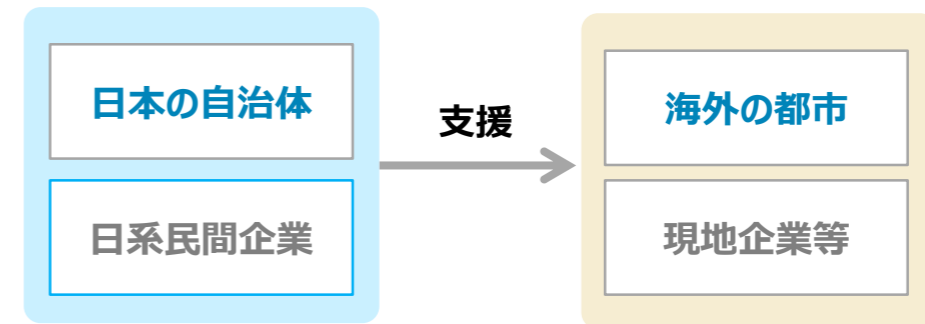 日本の自治体
日系民間企業
支援
海外の都市
現地企業等